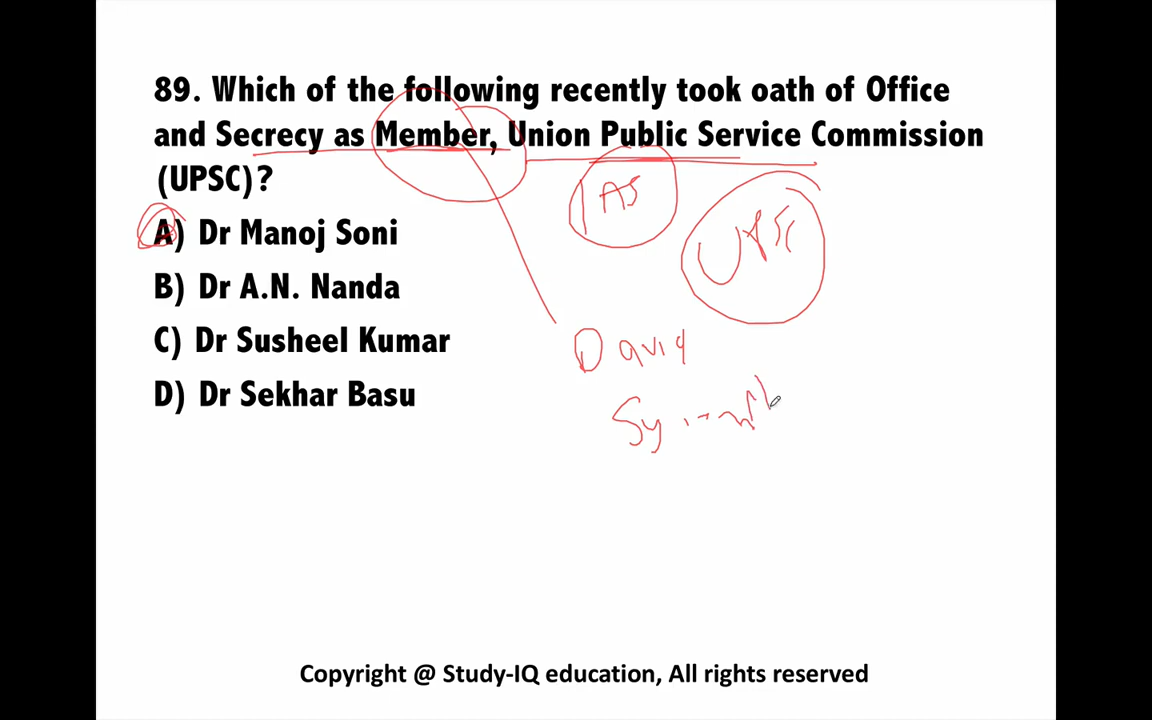 89. Which of the following recently took oath of Office
and Secrecy as Member, Union Public Service Commission
(UPSC)?
IAS
UPSC
A) Dr Manoj Soni
B) Dr A.N. Nanda
C) Dr Susheel Kumar
David
D) Dr Sekhar Basu
Copyright @ Study-IQ education, All rights reserved